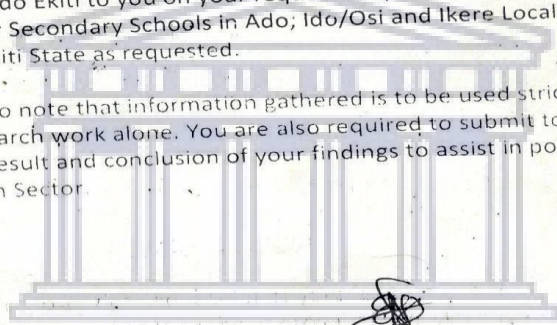 do Ekiti to you on your requ
Secondary Schools in Ado; Ido/Osi and Ikere Local
iti State as requested.
o note that information gathered is to be used stric
arch work alone. You are also required to submit to
esult and conclusion of your findings to assist in po
n Sector